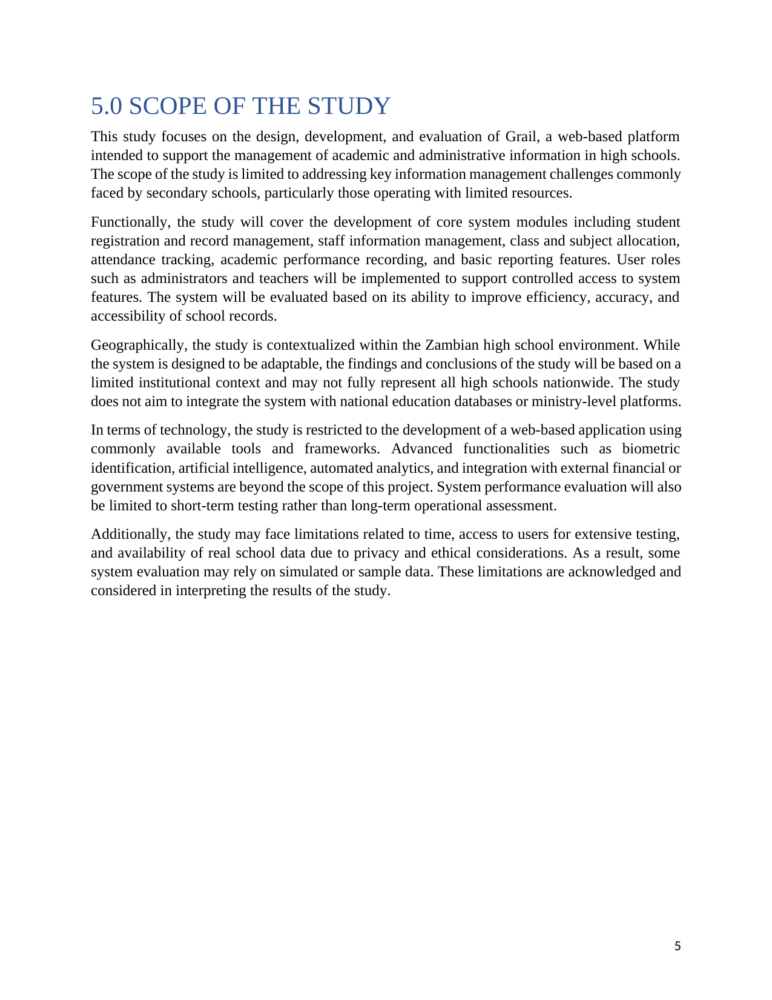 5.0 SCOPE OF THE STUDY
This study focuses on the design, development, and evaluation of Grail, a web-based platform
intended to support the management of academic and administrative information in high schools.
The scope of the study is limited to addressing key information management challenges commonly
faced by secondary schools, particularly those operating with limited resources.
Functionally, the study will cover the development of core system modules including student
registration and record management, staff information management, class and subject allocation,
attendance tracking, academic performance recording, and basic reporting features. User roles
such as administrators and teachers will be implemented to support controlled access to system
features. The system will be evaluated based on its ability to improve efficiency, accuracy, and
accessibility of school records.
Geographically, the study is contextualized within the Zambian high school environment. While
the system is designed to be adaptable, the findings and conclusions of the study will be based on a
limited institutional context and may not fully represent all high schools nationwide. The study
does not aim to integrate the system with national education databases or ministry-level platforms.
In terms of technology, the study is restricted to the development of a web-based application using
commonly available tools and frameworks. Advanced functionalities such as biometric
identification, artificial intelligence, automated analytics, and integration with external financial or
government systems are beyond the scope of this project. System performance evaluation will also
be limited to short-term testing rather than long-term operational assessment.
Additionally, the study may face limitations related to time, access to users for extensive testing,
and availability of real school data due to privacy and ethical considerations. As a result, some
system evaluation may rely on simulated or sample data. These limitations are acknowledged and
considered in interpreting the results of the study.
5